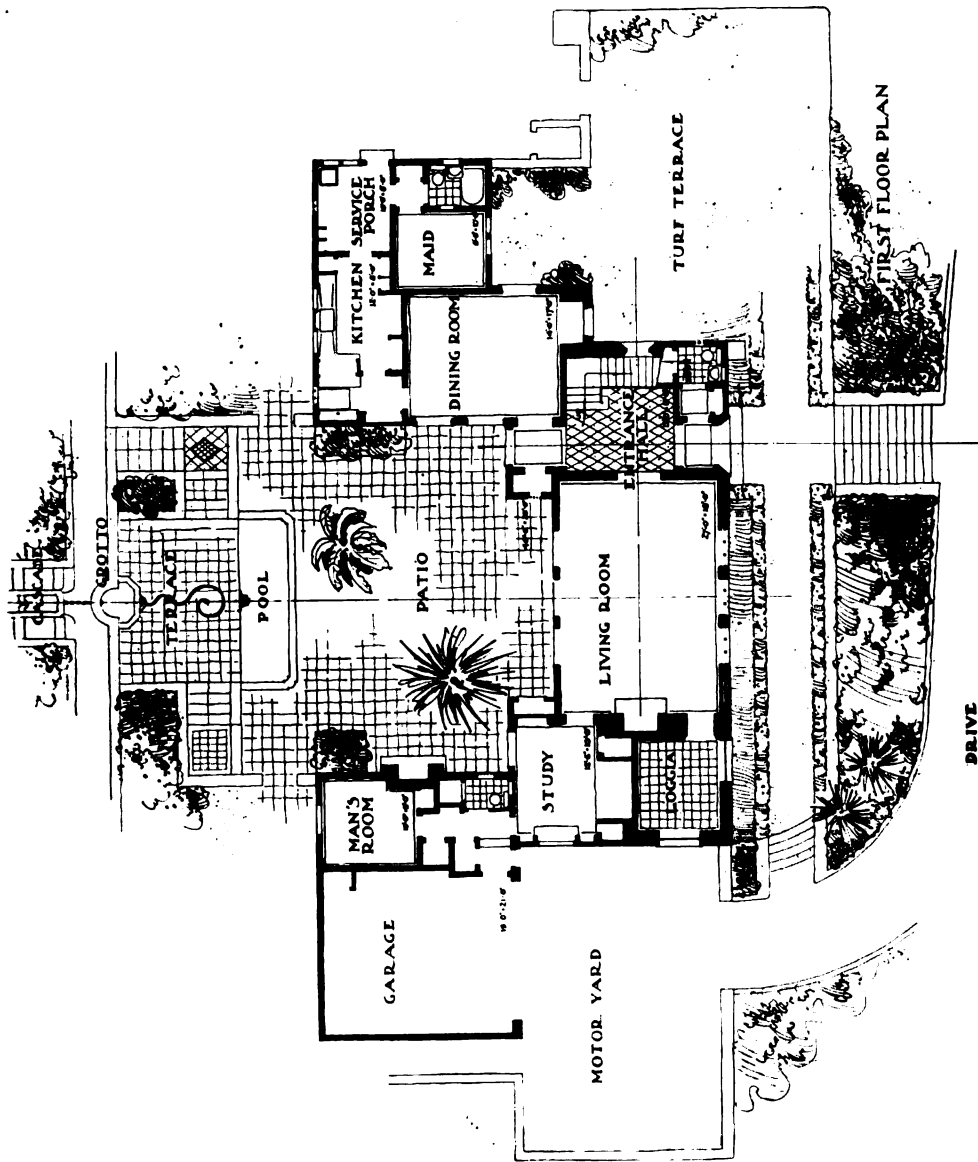 CASCADE
GROTTO
TERRACE
POOL
PATIO
KITCHEN
SERVICE
PORCH
MAID
DINING ROOM
ENTRANCE
HALL
LIVING ROOM
STUDY
LOGGIA
MAN'S
ROOM
GARAGE
MOTOR YARD
TURF TERRACE
FIRST FLOOR PLAN
DRIVE